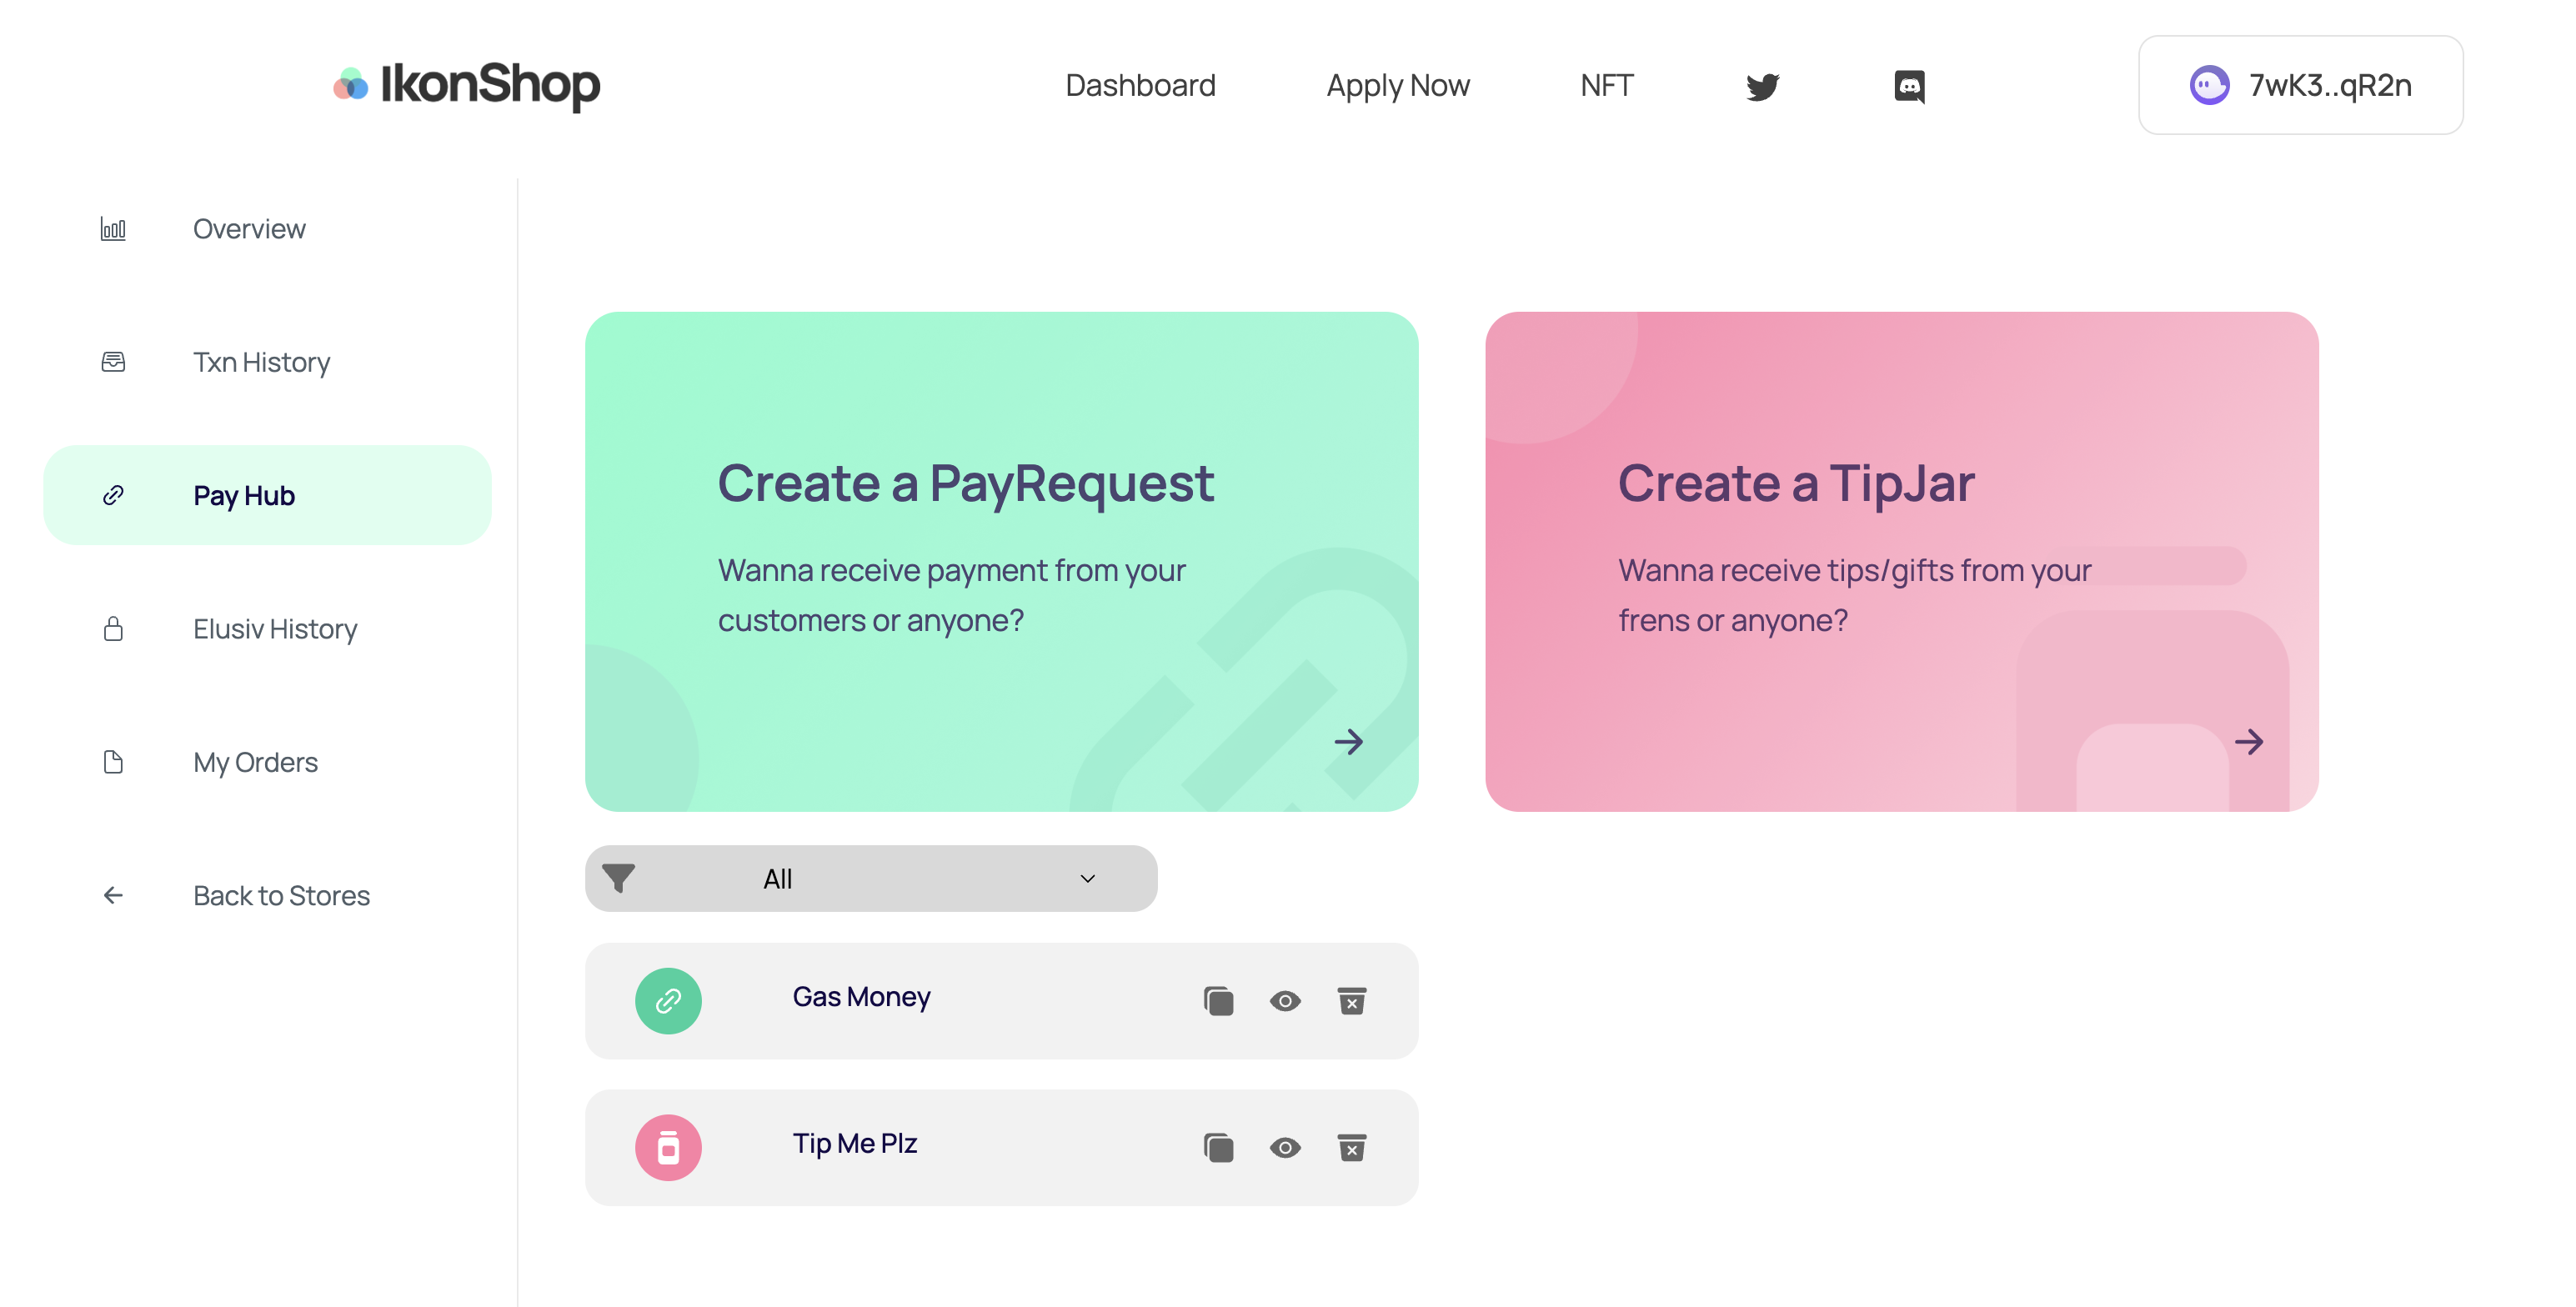 IkonShop
Dashboard
Apply Now
NFT
7wK3..qR2n
Overview
Txn History
Pay Hub
Elusiv History
My Orders
Back to Stores
Create a PayRequest
Wanna receive payment from your
customers or anyone?
Create a TipJar
Wanna receive tips/gifts from your
frens or anyone?
All
Gas Money
Tip Me Plz